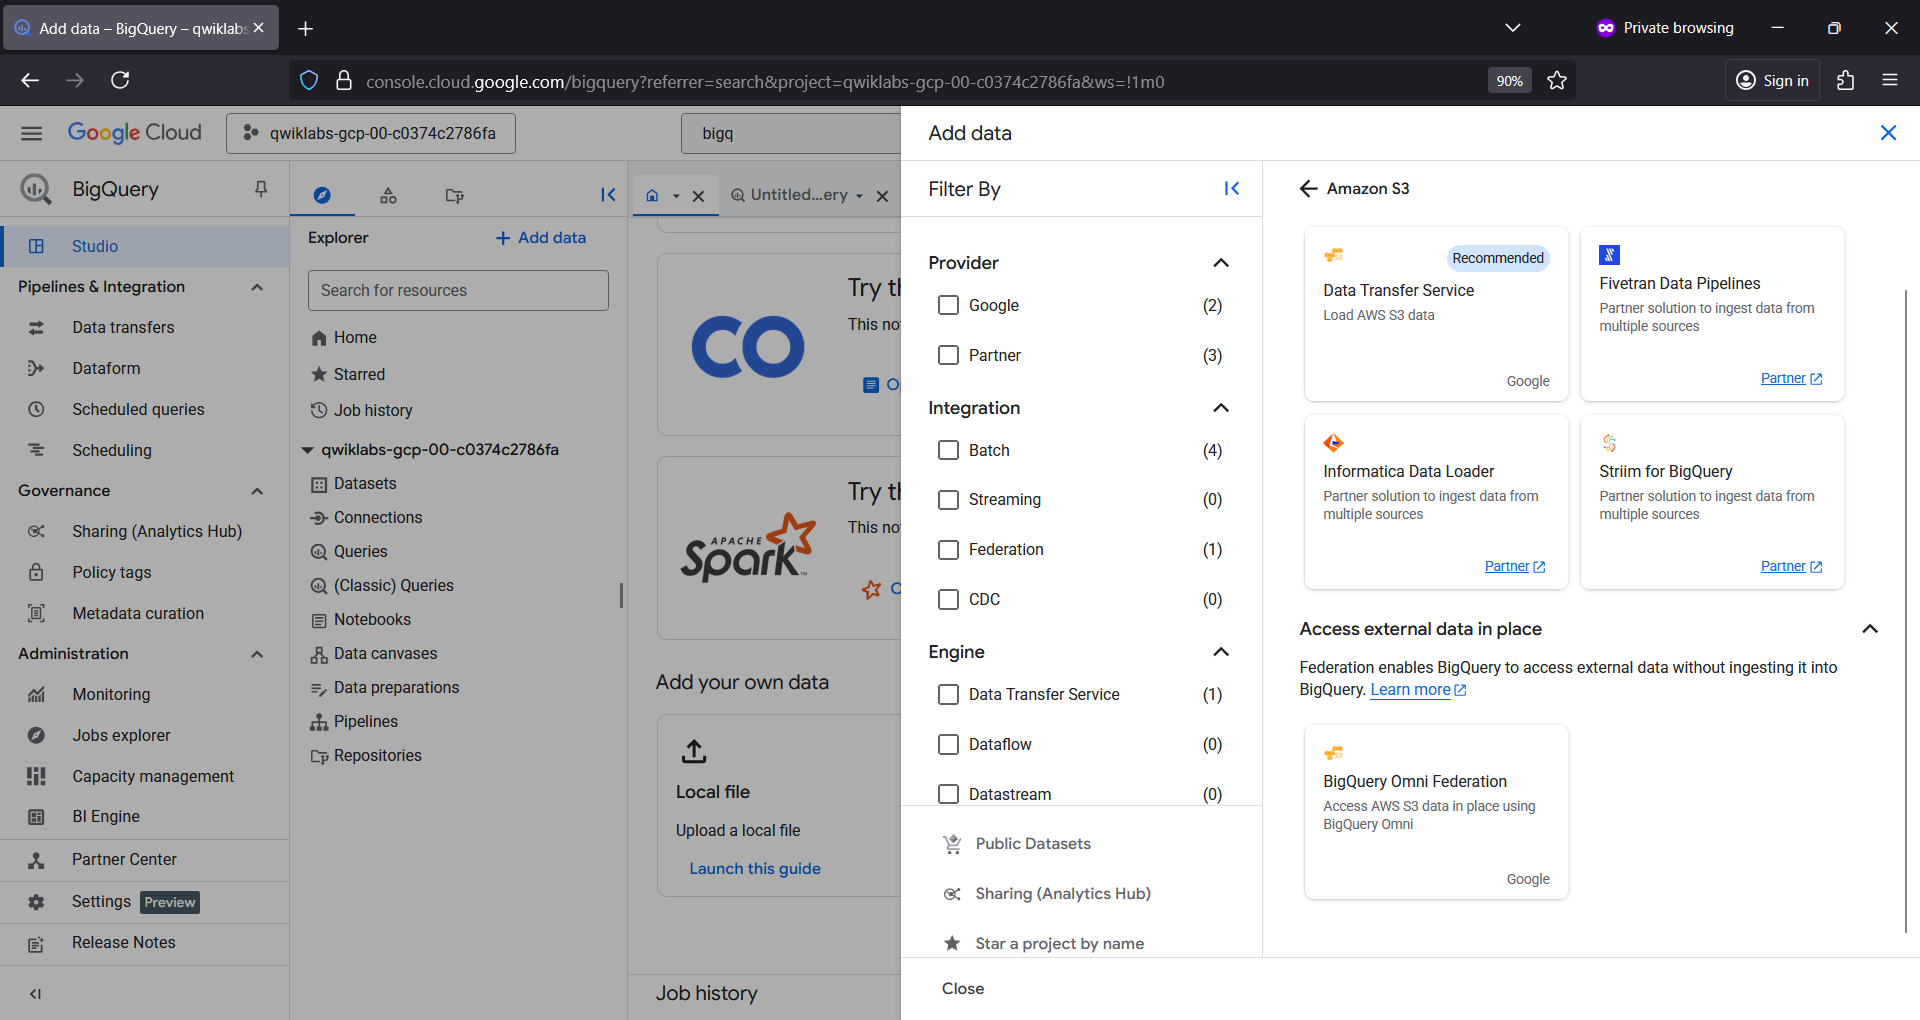 Add data – BigQuery – qwiklabs
Private browsing
console.cloud.google.com/bigquery?referrer=search&project=qwiklabs-gcp-00-c0374c2786fa&ws=!1m0
90%
Sign in
Google Cloud
qwiklabs-gcp-00-c0374c2786fa
bigq
BigQuery
Studio
Pipelines & Integration
Data transfers
Dataform
Scheduled queries
Scheduling
Governance
Sharing (Analytics Hub)
Policy tags
Metadata curation
Administration
Monitoring
Jobs explorer
Capacity management
BI Engine
Partner Center
Settings Preview
Release Notes
Explorer
+ Add data
Search for resources
Home
Starred
Job history
qwiklabs-gcp-00-c0374c2786fa
Datasets
Connections
Queries
(Classic) Queries
Notebooks
Data canvases
Data preparations
Pipelines
Repositories
Untitled...ery
Try th
This no
Op
APACHE
Spark™
Try th
This no
O
Add your own data
Local file
Upload a local file
Launch this guide
Job history
Add data
Filter By
Provider
Google (2)
Partner (3)
Integration
Batch (4)
Streaming (0)
Federation (1)
CDC (0)
Engine
Data Transfer Service (1)
Dataflow (0)
Datastream (0)
Public Datasets
Sharing (Analytics Hub)
Star a project by name
Close
Amazon S3
Recommended
Data Transfer Service
Load AWS S3 data
Google
Fivetran Data Pipelines
Partner solution to ingest data from
multiple sources
Partner
Informatica Data Loader
Partner solution to ingest data from
multiple sources
Partner
Striim for BigQuery
Partner solution to ingest data from
multiple sources
Partner
Access external data in place
Federation enables BigQuery to access external data without ingesting it into
BigQuery. Learn more
BigQuery Omni Federation
Access AWS S3 data in place using
BigQuery Omni
Google